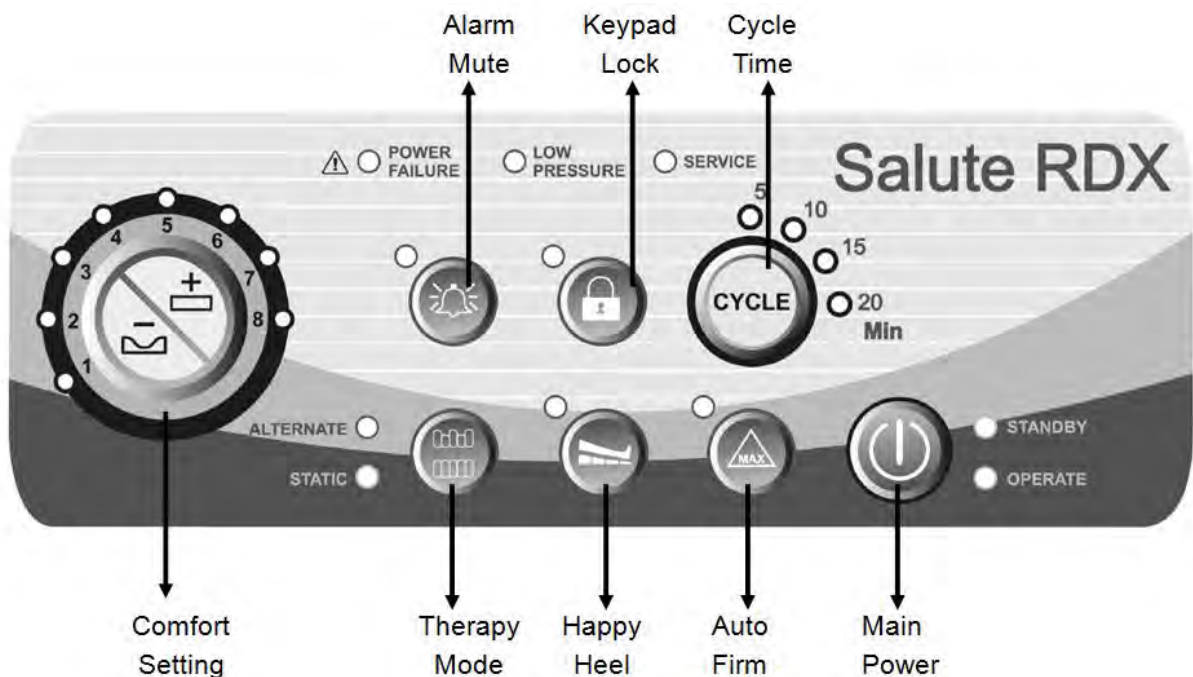 Alarm
Mute
Keypad
Lock
Cycle
Time
POWER
FAILURE
LOW
PRESSURE
SERVICE
Salute RDX
1
2
3
4
5
6
7
8
+
-
5
10
15
20
Min
CYCLE
ALTERNATE
STATIC
MAX
STANDBY
OPERATE
Comfort
Setting
Therapy
Mode
Happy
Heel
Auto
Firm
Main
Power